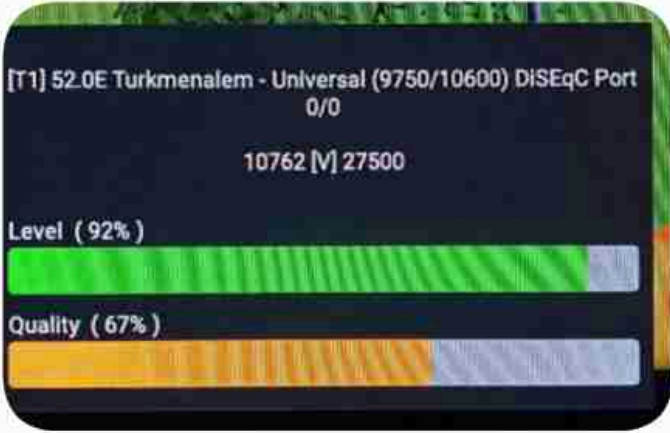 [T1] 52.0E Turkmenalem - Universal (9750/10600) DiSEqC Port
0/0
10762 [V] 27500
Level ( 92% )
Quality ( 67% )